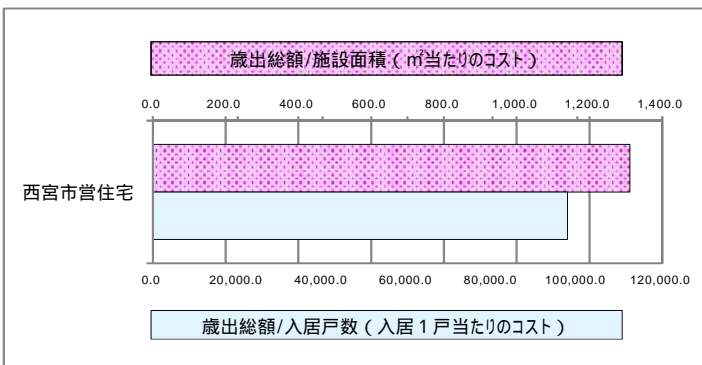 歳出総額/施設面積（㎡当たりのコスト）
0.0 200.0 400.0 600.0 800.0 1,000.0 1,200.0 1,400.0
西宮市営住宅
0.0 20,000.0 40,000.0 60,000.0 80,000.0 100,000.0 120,000.0
歳出総額/入居戸数（入居１戸当たりのコスト）